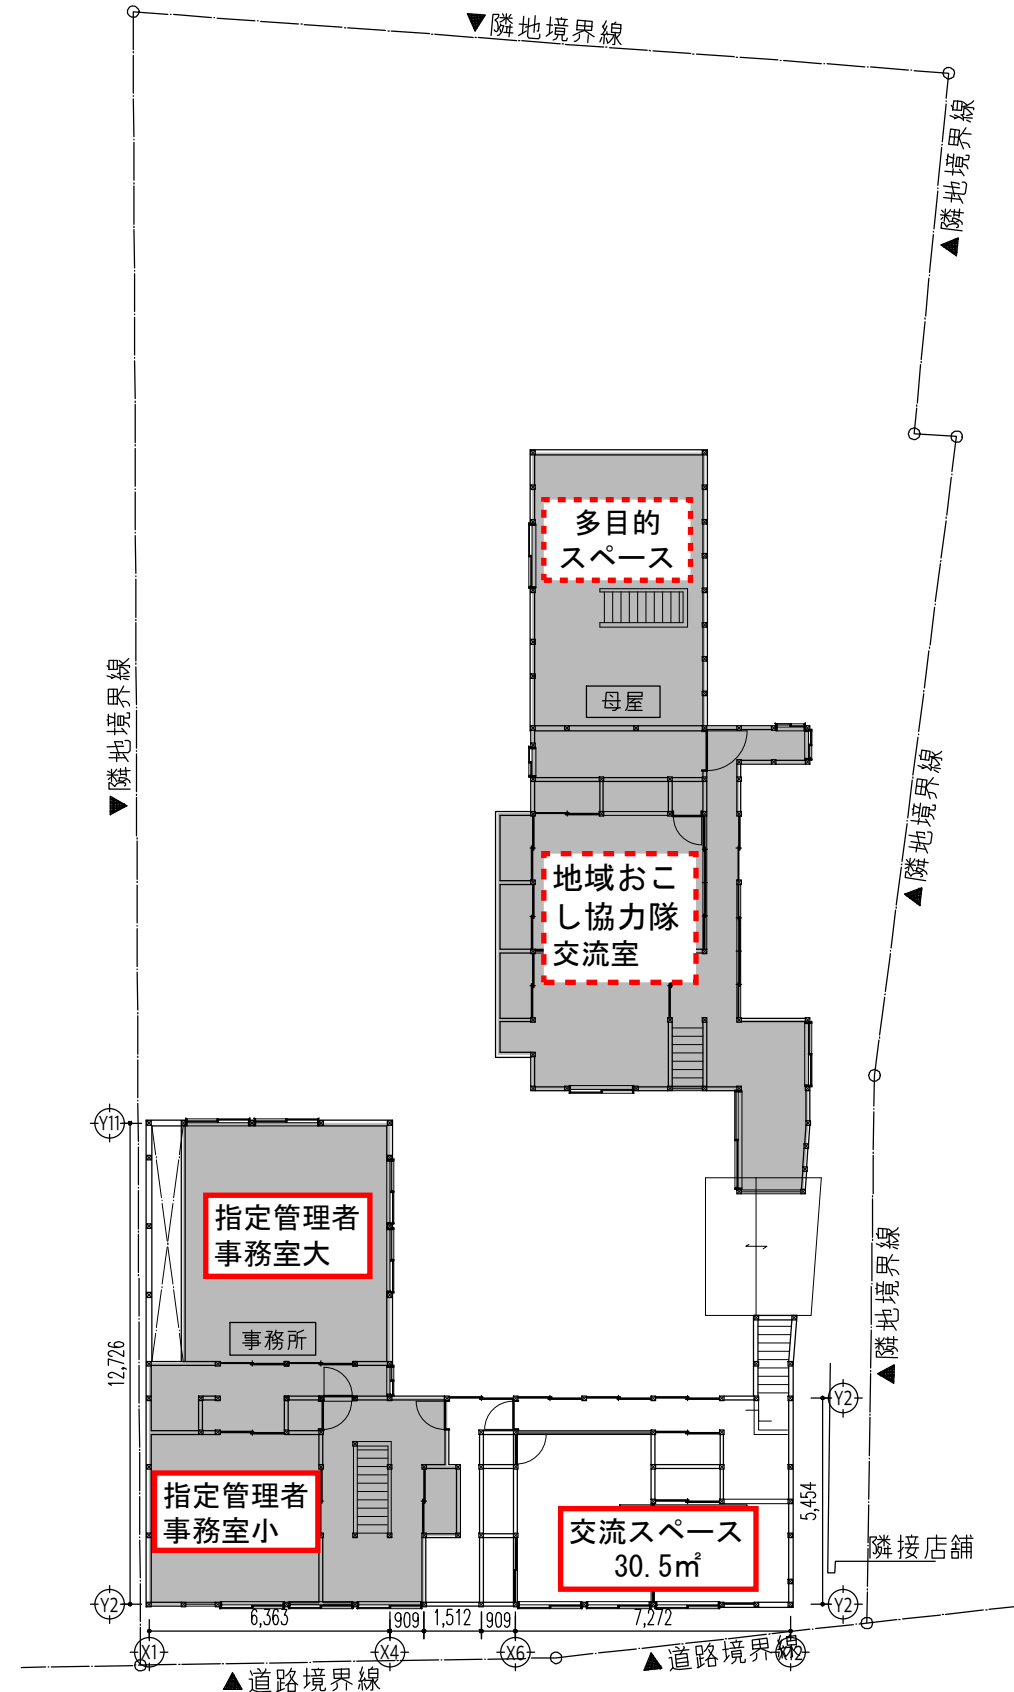 ▼隣地境界線
▲隣地境界線
多目的
スペース
母屋
▼隣地境界線
▲隣地境界線
地域おこ
し協力隊
交流室
Y11
指定管理者
事務室大
事務所
12,726
▲隣地境界線
Y2
指定管理者
事務室小
交流スペース
30.5㎡
5,454
隣接店舗
Y2
Y2
6,363
909
1,512
909
7,272
X1
X4
X6
X12
▲道路境界線
▲道路境界線